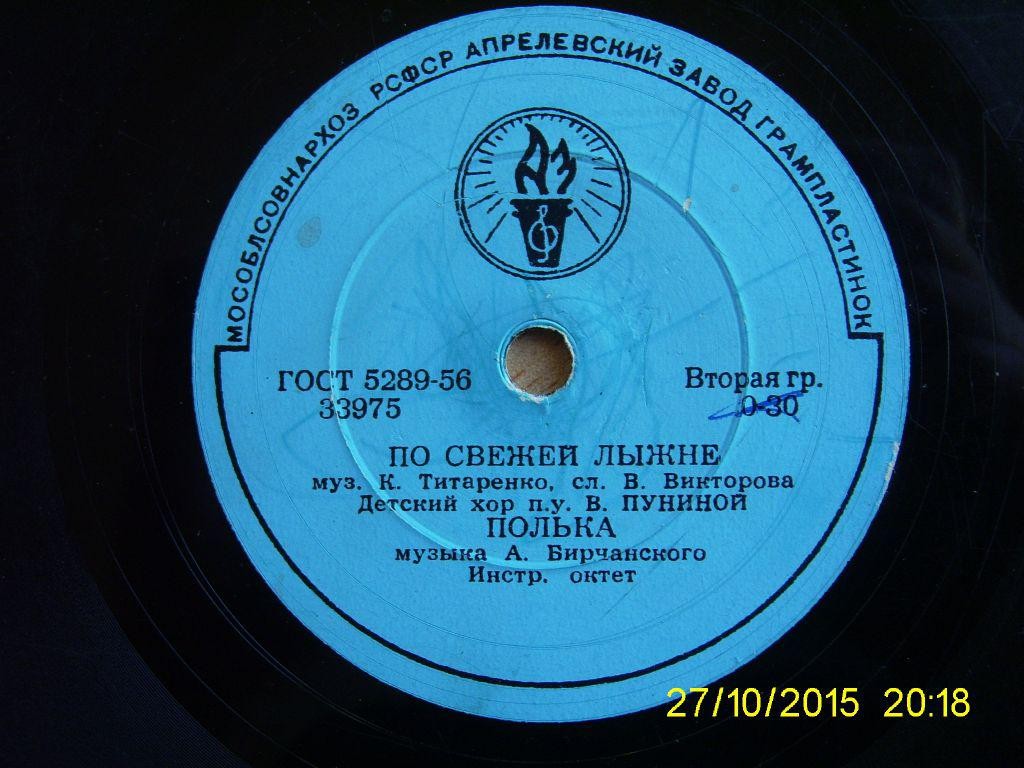 МОСОБЛСОВНАРХОЗ РСФСР АПРЕЛЕВСКИЙ ЗАВОД ГРАМПЛАСТИНОК
АЗ
ГОСТ 5289-56
33975
Вторая гр.
0-30
ПО СВЕЖЕЙ ЛЫЖНЕ
муз. К. Титаренко, сл. В. Викторова
Детский хор п.у. В. ПУНИНОЙ
ПОЛЬКА
музыка А. Бирчанского
Инстр. октет
27/10/2015 20:18